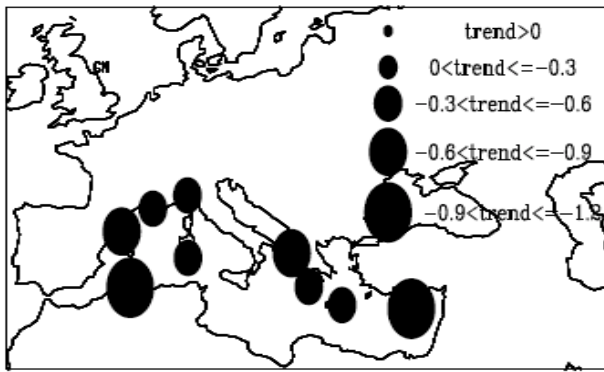 trend>0
0<trend<=-0.3
GM
-0.3<trend<=-0.6
-0.6<trend<=-0.9
-0.9<trend<=-1.2